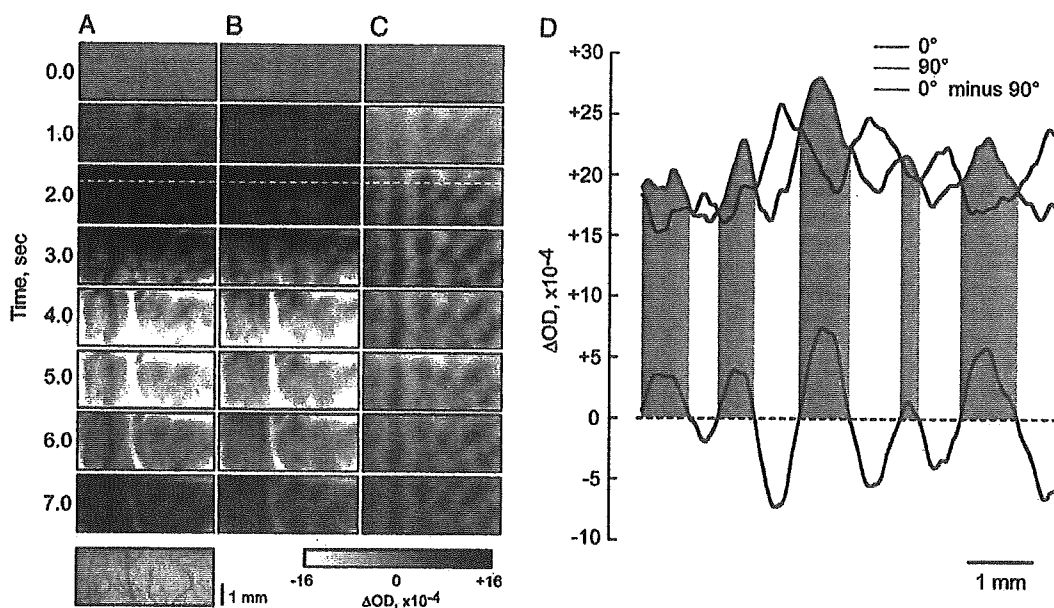 A
B
C
D
0.0
1.0
2.0
3.0
4.0
5.0
6.0
7.0
Time, sec
-16 0 +16
ΔOD, x10-4
1 mm
+30
+25
+20
+15
+10
+5
0
-5
-10
ΔOD, x10-4
0°
90°
0° minus 90°
1 mm